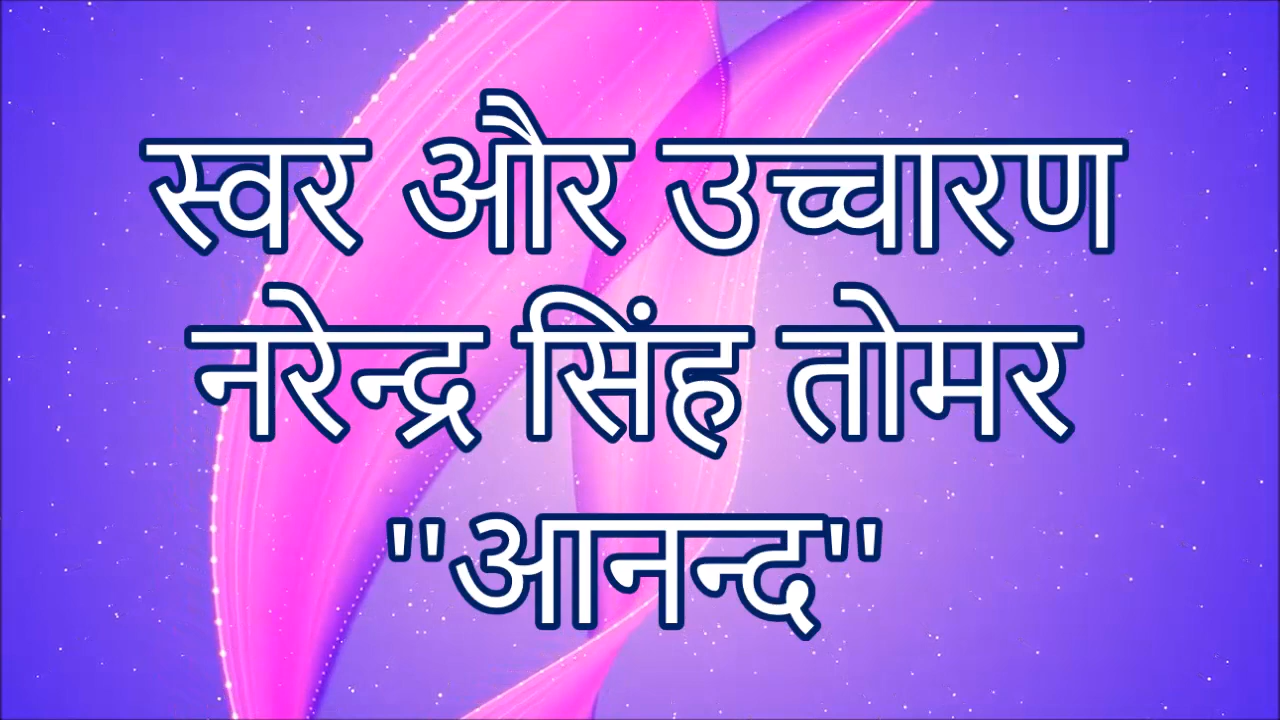 स्वर और उच्चारण
नरेन्द्र सिंह तोमर
"आनन्द"